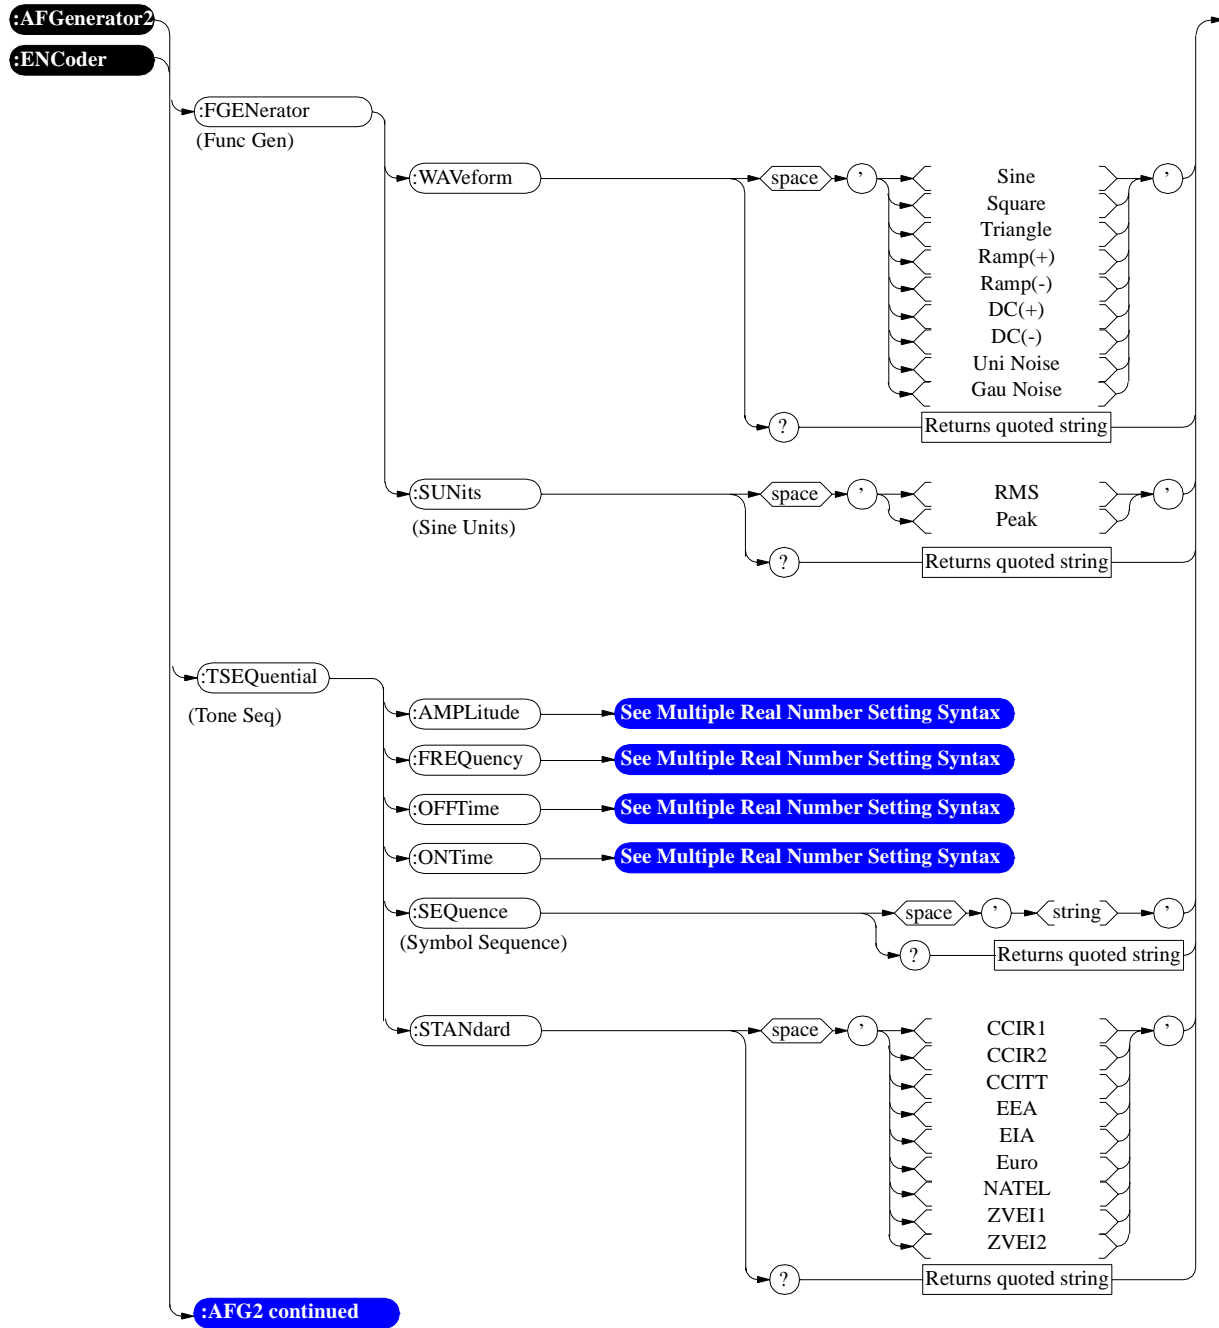 :AFGenerator2
:ENCoder
:FGENerator
(Func Gen)
:WAVeform
space
’
Sine
’
Square
Triangle
Ramp(+)
Ramp(-)
DC(+)
DC(-)
Uni Noise
Gau Noise
?
Returns quoted string
:SUNits
(Sine Units)
space
’
RMS
’
Peak
?
Returns quoted string
:TSEQuential
(Tone Seq)
:AMPLitude
See Multiple Real Number Setting Syntax
:FREQuency
See Multiple Real Number Setting Syntax
:OFFTime
See Multiple Real Number Setting Syntax
:ONTime
See Multiple Real Number Setting Syntax
:SEQuence
(Symbol Sequence)
space
’
string
’
?
Returns quoted string
:STANdard
space
’
CCIR1
’
CCIR2
CCITT
EEA
EIA
Euro
NATEL
ZVEI1
ZVEI2
?
Returns quoted string
:AFG2 continued